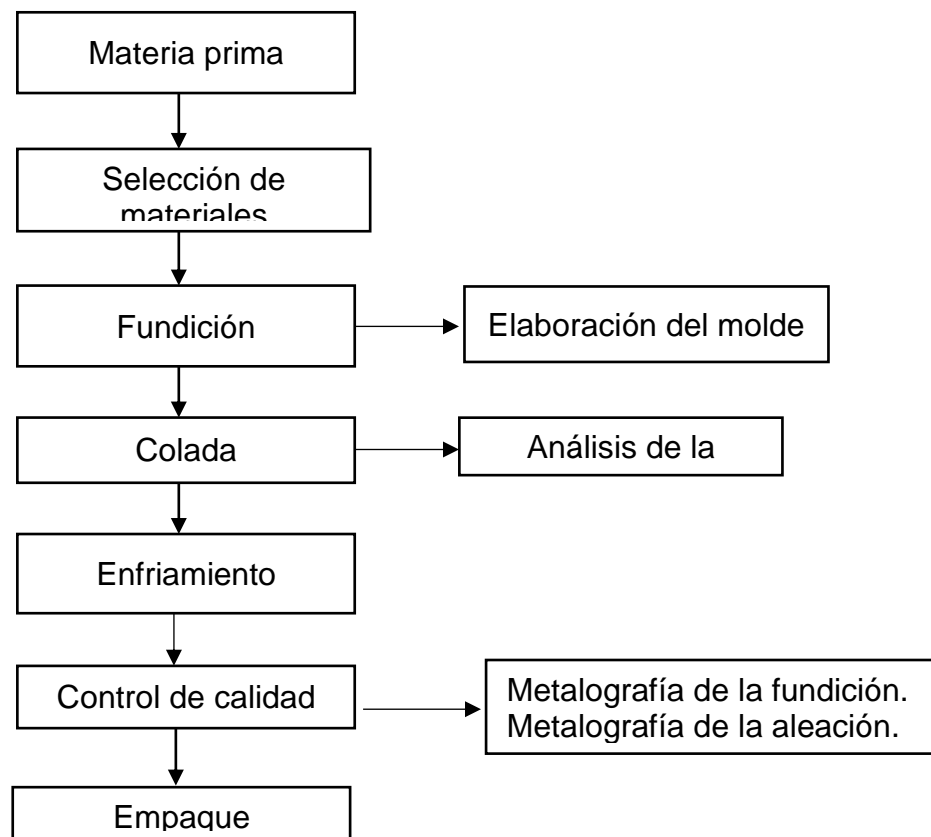 Materia prima
Selección de
materiales
Fundición
Elaboración del molde
Colada
Análisis de la
Enfriamiento
Control de calidad
Metalografía de la fundición.
Metalografía de la aleación.
Empaque